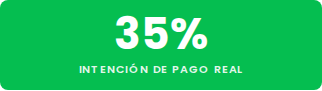 35%
INTENCIÓN DE PAGO REAL